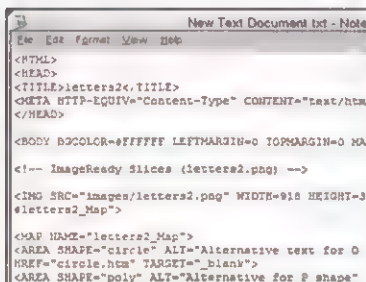 New Text Document.txt - Note
File Edit Format View Help
<HTML>
<HEAD>
<TITLE>letters2<.TITLE>
<META HTTP-EQUIV="Content-Type" CONTENT="text/htm
</HEAD>
<BODY BGCOLOR=#FFFFFF LEFTMARGIN=0 TOPMARGIN=0 MA
<!-- ImageReady Slices (letters2.png) -->
<IMG SRC="images/letters2.png" WIDTH=918 HEIGHT=3
#letters2_Map">
<MAP NAME="letters2_Map">
<AREA SHAPE="circle" ALT="Alternative text for O
HREF="circle.htm" TARGET="_blank">
<AREA SHAPE="poly" ALT="Alternative for P shape"